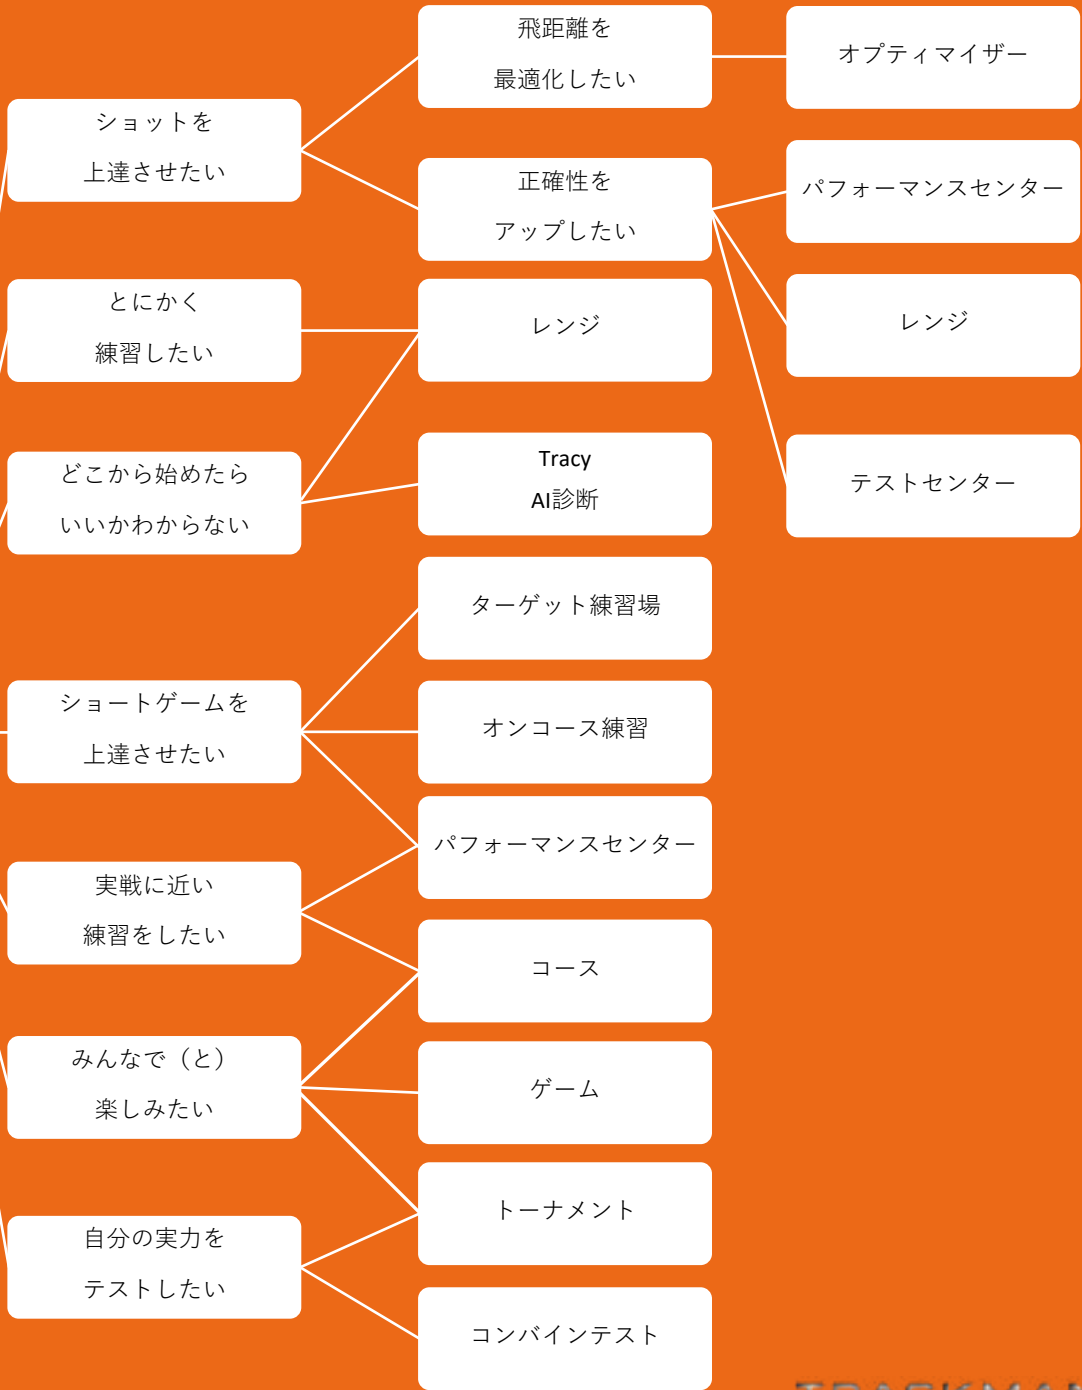 ショットを
上達させたい
飛距離を
最適化したい
オプティマイザー
正確性を
アップしたい
パフォーマンスセンター
レンジ
テストセンター
とにかく
練習したい
レンジ
どこから始めたら
いいかわからない
Tracy
AI診断
ショートゲームを
上達させたい
ターゲット練習場
オンコース練習
パフォーマンスセンター
実戦に近い
練習をしたい
コース
みんなで（と）
楽しみたい
ゲーム
トーナメント
自分の実力を
テストしたい
コンバインテスト